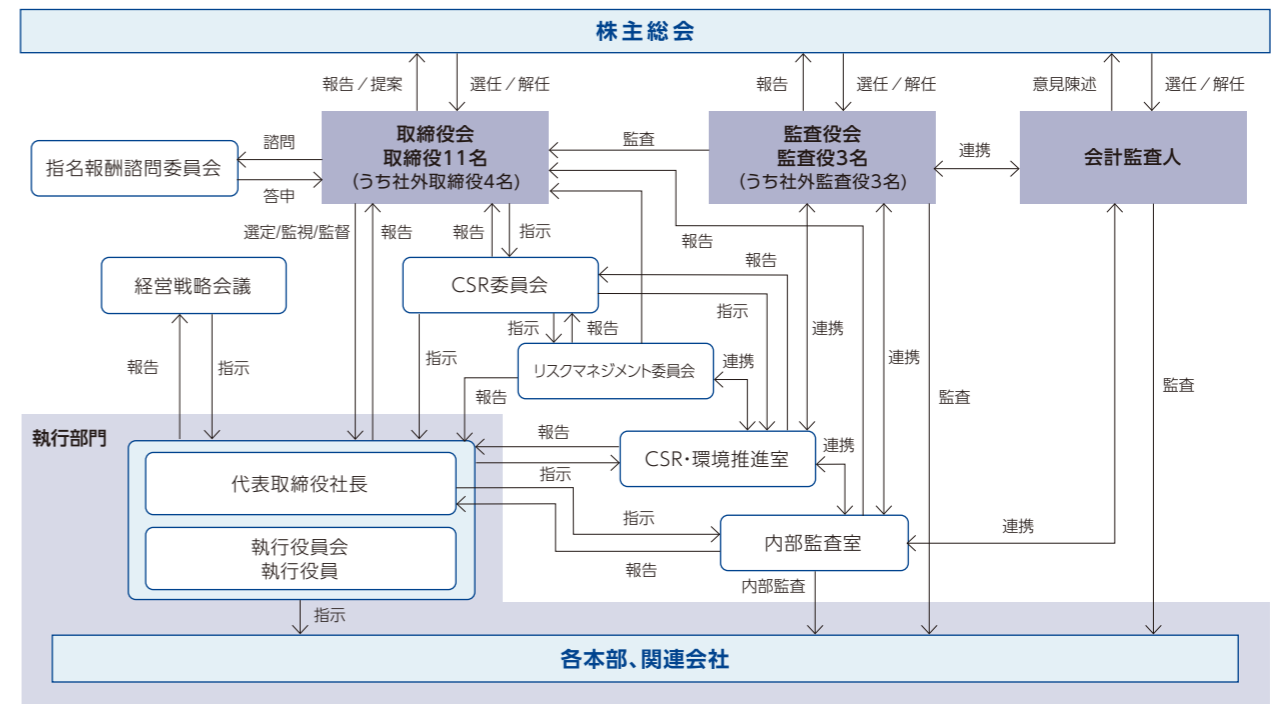 株主総会
報告／提案
選任／解任
報告
選任／解任
意見陳述
選任／解任
取締役会
取締役11名
(うち社外取締役4名)
監査役会
監査役3名
(うち社外監査役3名)
会計監査人
指名報酬諮問委員会
諮問
答申
監査
連携
選定/監視/監督
報告
報告
指示
報告
報告
経営戦略会議
CSR委員会
指示
報告
指示
連携
連携
報告
指示
指示
リスクマネジメント委員会
連携
報告
監査
監査
執行部門
代表取締役社長
執行役員会
執行役員
報告
指示
CSR・環境推進室
連携
指示
報告
内部監査室
連携
内部監査
指示
各本部、関連会社